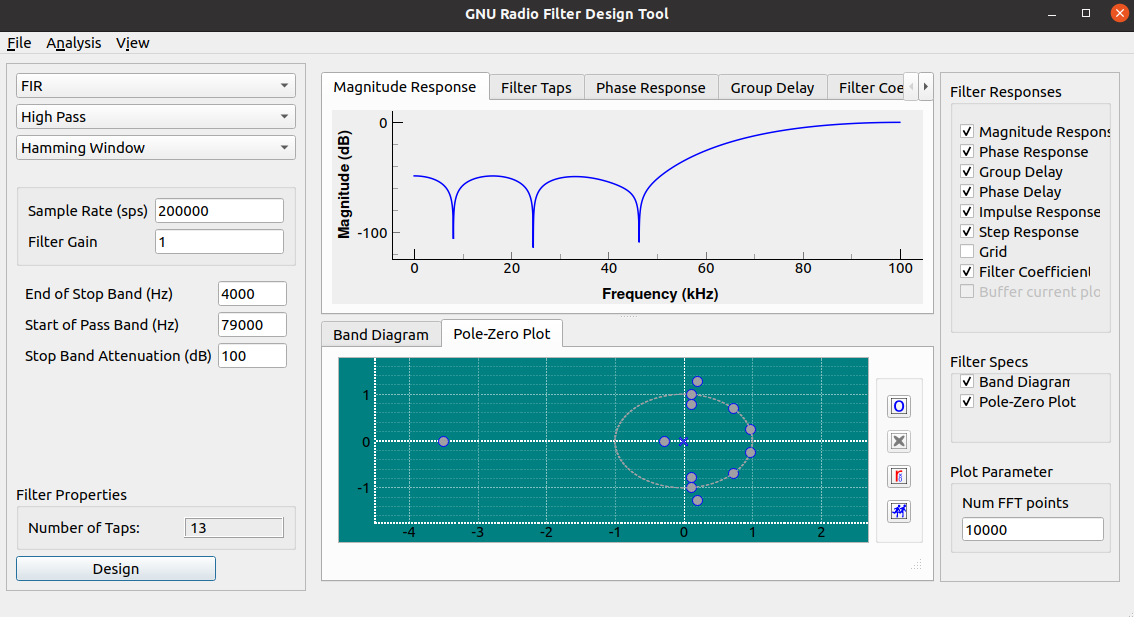 GNU Radio Filter Design Tool
File Analysis View
FIR
High Pass
Hamming Window
Sample Rate (sps) 200000
Filter Gain 1
End of Stop Band (Hz) 4000
Start of Pass Band (Hz) 79000
Stop Band Attenuation (dB) 100
Filter Properties
Number of Taps: 13
Design
Magnitude Response Filter Taps Phase Response Group Delay Filter Coe
Magnitude (dB)
0
-100
0 20 40 60 80 100
Frequency (kHz)
Band Diagram Pole-Zero Plot
1
0
-1
-4 -3 -2 -1 0 1 2
Filter Responses
Magnitude Respons
Phase Response
Group Delay
Phase Delay
Impulse Response
Step Response
Grid
Filter Coefficient
Buffer current plo
Filter Specs
Band Diagram
Pole-Zero Plot
Plot Parameter
Num FFT points
10000